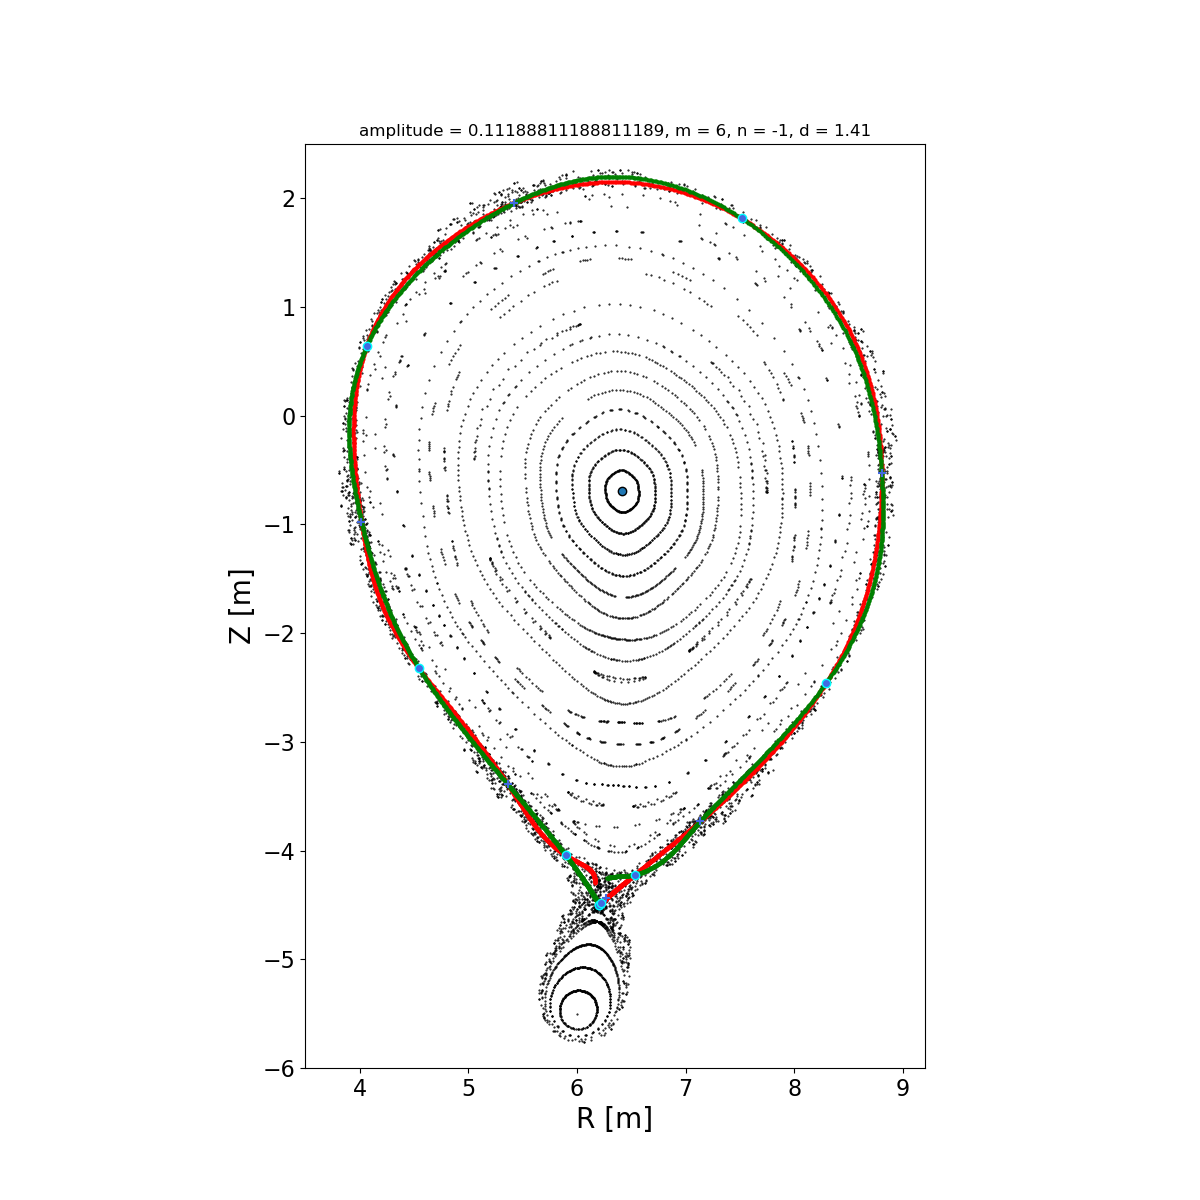 amplitude = 0.11188811188811189, m = 6, n = -1, d = 1.41
2
1
0
−1
−2
−3
−4
−5
−6
Z [m]
4 5 6 7 8 9
R [m]